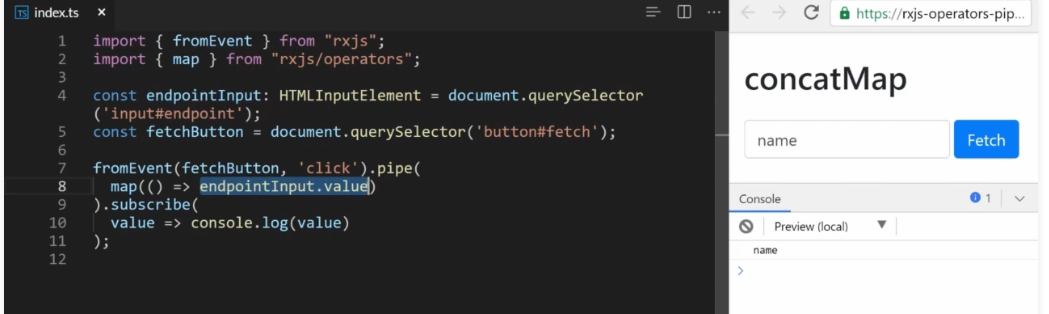 TS index.ts ×
1 import { fromEvent } from "rxjs";
2 import { map } from "rxjs/operators";
3
4 const endpointInput: HTMLInputElement = document.querySelector
('input#endpoint');
5 const fetchButton = document.querySelector('button#fetch');
6
7 fromEvent(fetchButton, 'click').pipe(
8 map(() => endpointInput.value)
9 ).subscribe(
10 value => console.log(value)
11 );
12
https://rxjs-operators-pip...
concatMap
name
Fetch
Console 1
Preview (local)
name
>